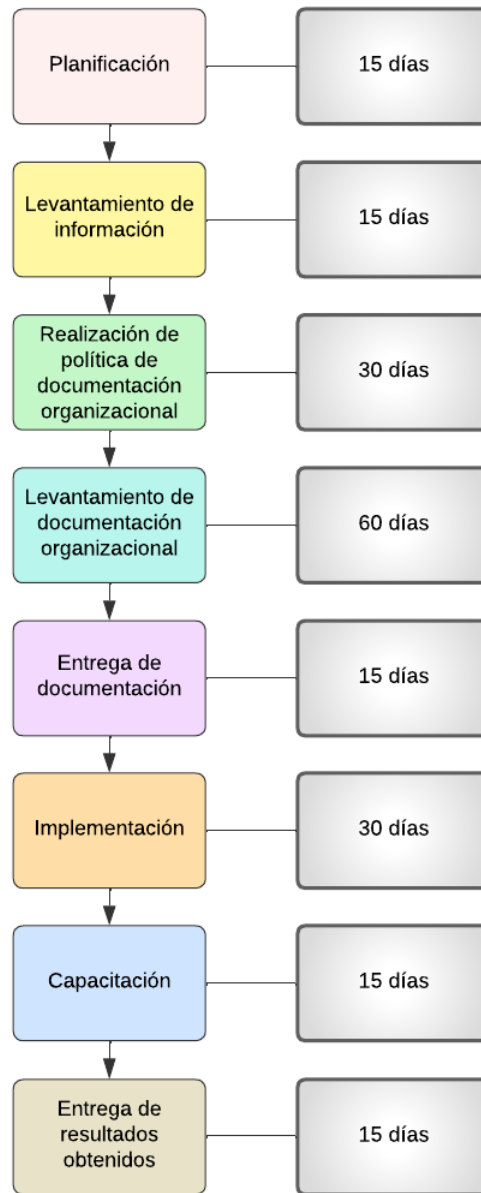 Planificación
15 días
Levantamiento de
información
15 días
Realización de
política de
documentación
organizacional
30 días
Levantamiento de
documentación
organizacional
60 días
Entrega de
documentación
15 días
Implementación
30 días
Capacitación
15 días
Entrega de
resultados
obtenidos
15 días